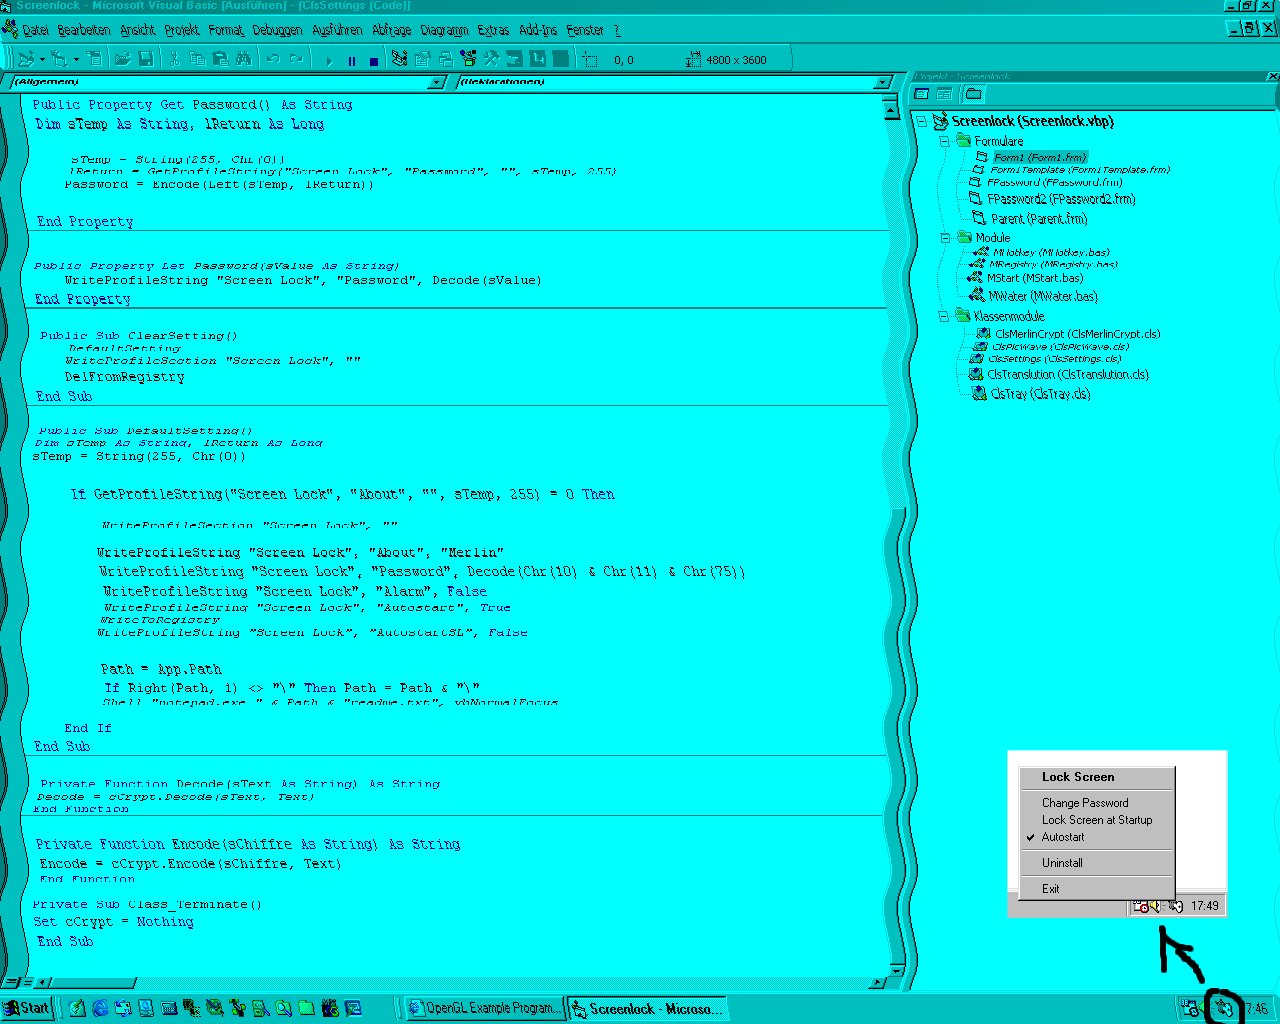 Screenlock - Microsoft Visual Basic [Ausführen] - [ClsSettings [Code]]
Datei Bearbeiten Ansicht Projekt Format Debuggen Ausführen Abfrage Diagramm Extras Add-Ins Fenster ?
0, 0 4800 x 3600
(Allgemein) (Deklarationen)
Public Property Get Password() As String
Dim sTemp As String, lReturn As Long
sTemp = String(255, Chr(0))
lReturn = GetProfileString("Screen Lock", "Password", "", sTemp, 255)
Password = Encode(Left(sTemp, lReturn))
End Property
Public Property Let Password(sValue As String)
WriteProfileString "Screen Lock", "Password", Decode(sValue)
End Property
Public Sub ClearSetting()
DefaultSetting
WriteProfileSection "Screen Lock", ""
DelFromRegistry
End Sub
Public Sub DefaultSetting()
Dim sTemp As String, lReturn As Long
sTemp = String(255, Chr(0))
If GetProfileString("Screen Lock", "About", "", sTemp, 255) = 0 Then
WriteProfileSection "Screen Lock", ""
WriteProfileString "Screen Lock", "About", "Merlin"
WriteProfileString "Screen Lock", "Password", Decode(Chr(10) & Chr(11) & Chr(75))
WriteProfileString "Screen Lock", "Alarm", False
WriteProfileString "Screen Lock", "Autostart", True
WriteToRegistry
WriteProfileString "Screen Lock", "AutostartSL", False
Path = App.Path
If Right(Path, 1) <> "\" Then Path = Path & "\"
Shell "notepad.exe " & Path & "readme.txt", vbNormalFocus
End If
End Sub
Private Function Decode(sText As String) As String
Decode = cCrypt.Decode(sText, Text)
End Function
Private Function Encode(sChiffre As String) As String
Encode = cCrypt.Encode(sChiffre, Text)
End Function
Private Sub Class_Terminate()
Set cCrypt = Nothing
End Sub
Projekt - Screenlock
Screenlock (Screenlock.vbp)
Formulare
Form1 (Form1.frm)
Form1Template (Form1Template.frm)
FPassword (FPassword.frm)
FPassword2 (FPassword2.frm)
Parent (Parent.frm)
Module
MHotkey (MHotkey.bas)
MRegistry (MRegistry.bas)
MStart (MStart.bas)
MWater (MWater.bas)
Klassenmodule
ClsMerlinCrypt (ClsMerlinCrypt.cls)
ClsPicWave (ClsPicWave.cls)
ClsSettings (ClsSettings.cls)
ClsTranslution (ClsTranslution.cls)
ClsTray (ClsTray.cls)
Lock Screen
Change Password
Lock Screen at Startup
Autostart
Uninstall
Exit
17:49
Start OpenGL Example Program... Screenlock - Microso... 7:46